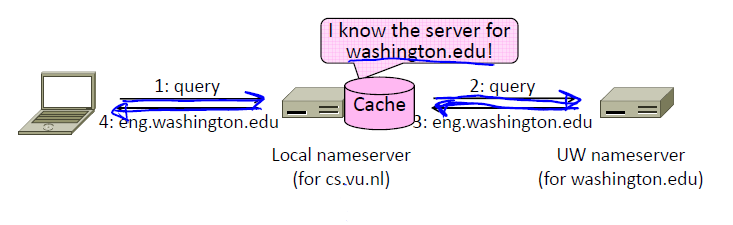 I know the server for
washington.edu!
1: query
2: query
Cache
4: eng.washington.edu
3: eng.washington.edu
Local nameserver
(for cs.vu.nl)
UW nameserver
(for washington.edu)